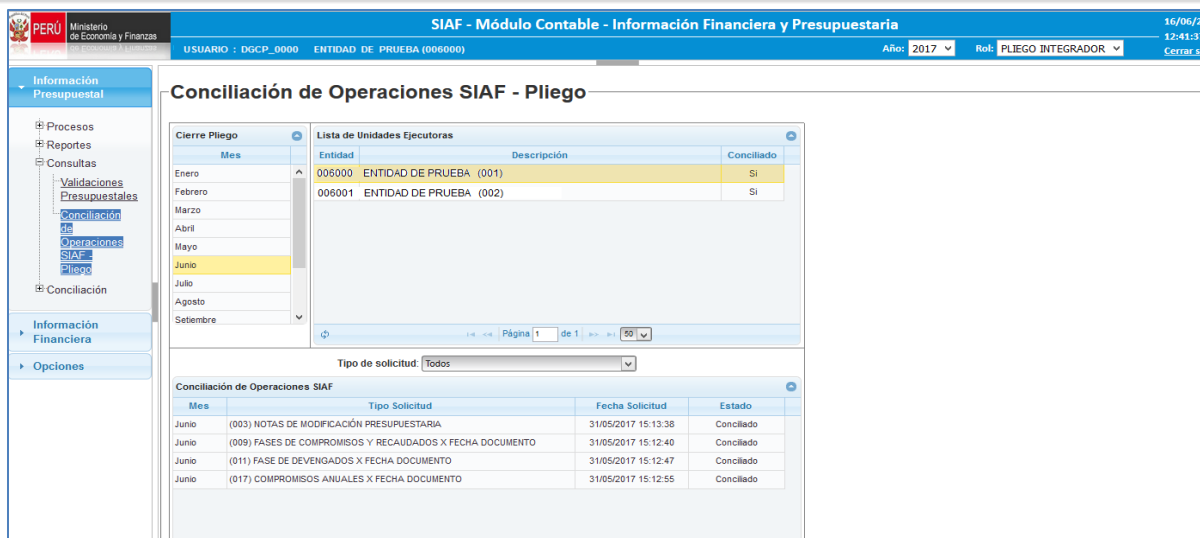 PERÚ Ministerio de Economía y Finanzas
SIAF - Módulo Contable - Información Financiera y Presupuestaria
16/06/2
12:41:37
USUARIO : DGCP_0000 ENTIDAD DE PRUEBA (006000)
Año: 2017 Rol: PLIEGO INTEGRADOR
Cerrar s
Información
Presupuestal
Procesos
Reportes
Consultas
Validaciones
Presupuestales
Conciliación
de
Operaciones
SIAF -
Pliego
Conciliación
Información
Financiera
Opciones
Conciliación de Operaciones SIAF - Pliego
Cierre Pliego
Mes
Enero
Febrero
Marzo
Abril
Mayo
Junio
Julio
Agosto
Setiembre
Lista de Unidades Ejecutoras
Entidad Descripción Conciliado
006000 ENTIDAD DE PRUEBA (001) Si
006001 ENTIDAD DE PRUEBA (002) Si
Página 1 de 1 50
Tipo de solicitud: Todos
Conciliación de Operaciones SIAF
Mes Tipo Solicitud Fecha Solicitud Estado
Junio (003) NOTAS DE MODIFICACIÓN PRESUPUESTARIA 31/05/2017 15:13:38 Conciliado
Junio (009) FASES DE COMPROMISOS Y RECAUDADOS X FECHA DOCUMENTO 31/05/2017 15:12:40 Conciliado
Junio (011) FASE DE DEVENGADOS X FECHA DOCUMENTO 31/05/2017 15:12:47 Conciliado
Junio (017) COMPROMISOS ANUALES X FECHA DOCUMENTO 31/05/2017 15:12:55 Conciliado